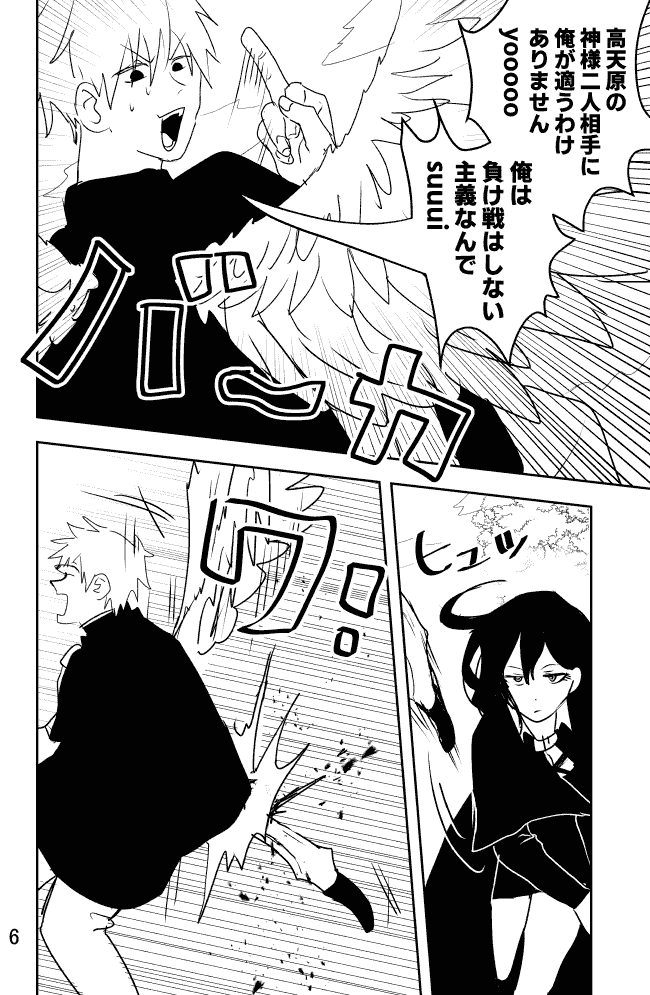 高天原の
神様二人相手に
俺が適うわけ
ありません
yooooo
俺は
負け戦はしない
主義なんで
suuuui
バーカ
ヒュッ
ワ!
6